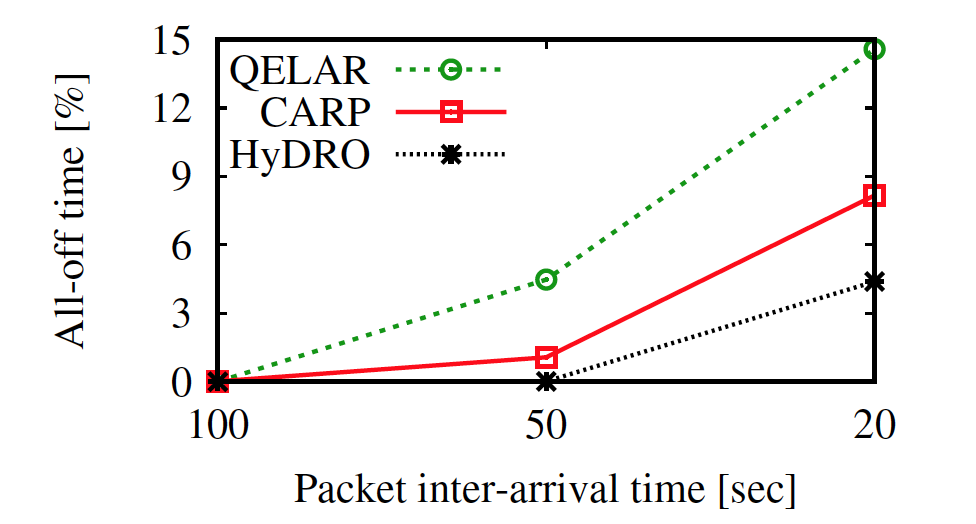 All-off time [%]
15
12
9
6
3
0
QELAR
CARP
HyDRO
100 50 20
Packet inter-arrival time [sec]